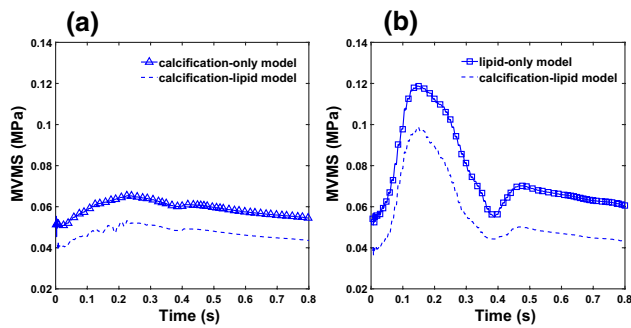 (a)
0.14
0.12
0.1
0.08
0.06
0.04
0.02
MVMS (MPa)
calcification-only model
calcification-lipid model
0 0.1 0.2 0.3 0.4 0.5 0.6 0.7 0.8
Time (s)
(b)
0.14
0.12
0.1
0.08
0.06
0.04
0.02
MVMS (MPa)
lipid-only model
calcification-lipid model
0 0.1 0.2 0.3 0.4 0.5 0.6 0.7 0.8
Time (s)